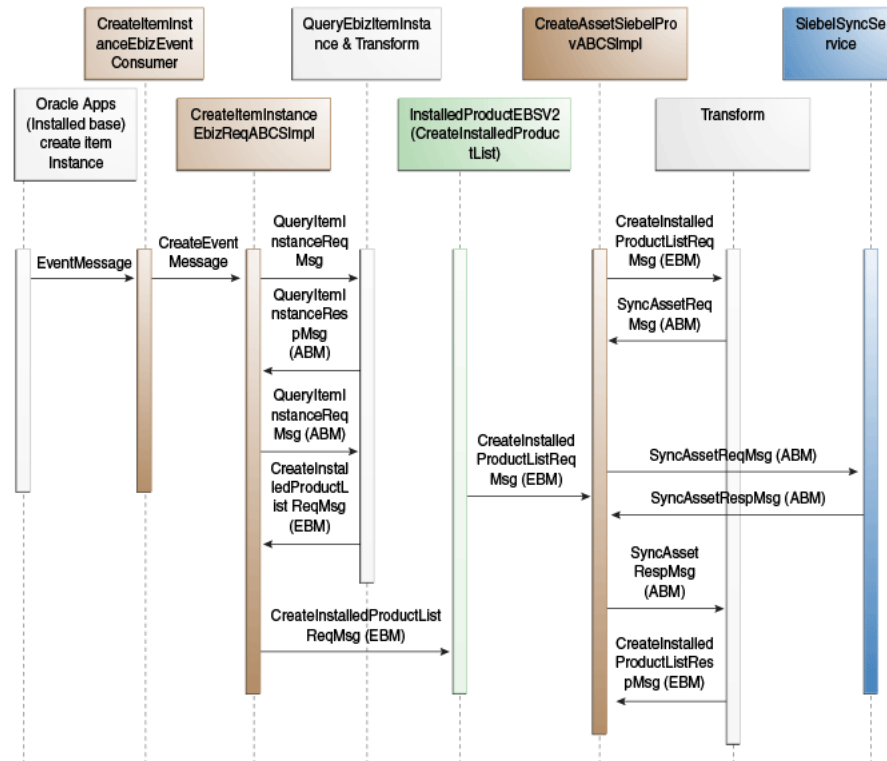 CreateItemInst
anceEbizEvent
Consumer
QueryEbizItemInsta
nce & Transform
CreateAssetSiebelPro
vABCSImpl
SiebelSyncSe
rvice
Oracle Apps
(Installed base)
create item
Instance
CreateItemInstance
EbizReqABCSImpl
InstalledProductEBSV2
(CreateInstalledProduc
tList)
Transform
EventMessage
CreateEvent
Message
QueryItemI
nstanceReq
Msg
QueryItemI
nstanceRes
pMsg
(ABM)
QueryItemI
nstanceReq
Msg (ABM)
CreateInstal
ledProductL
ist ReqMsg
(EBM)
CreateInstalledProductList
ReqMsg (EBM)
CreateInstalled
ProductListReq
Msg (EBM)
CreateInstalled
ProductListReq
Msg (EBM)
SyncAssetReq
Msg (ABM)
SyncAssetReqMsg (ABM)
SyncAssetRespMsg (ABM)
SyncAsset
RespMsg
(ABM)
CreateInstalled
ProductListRes
pMsg (EBM)